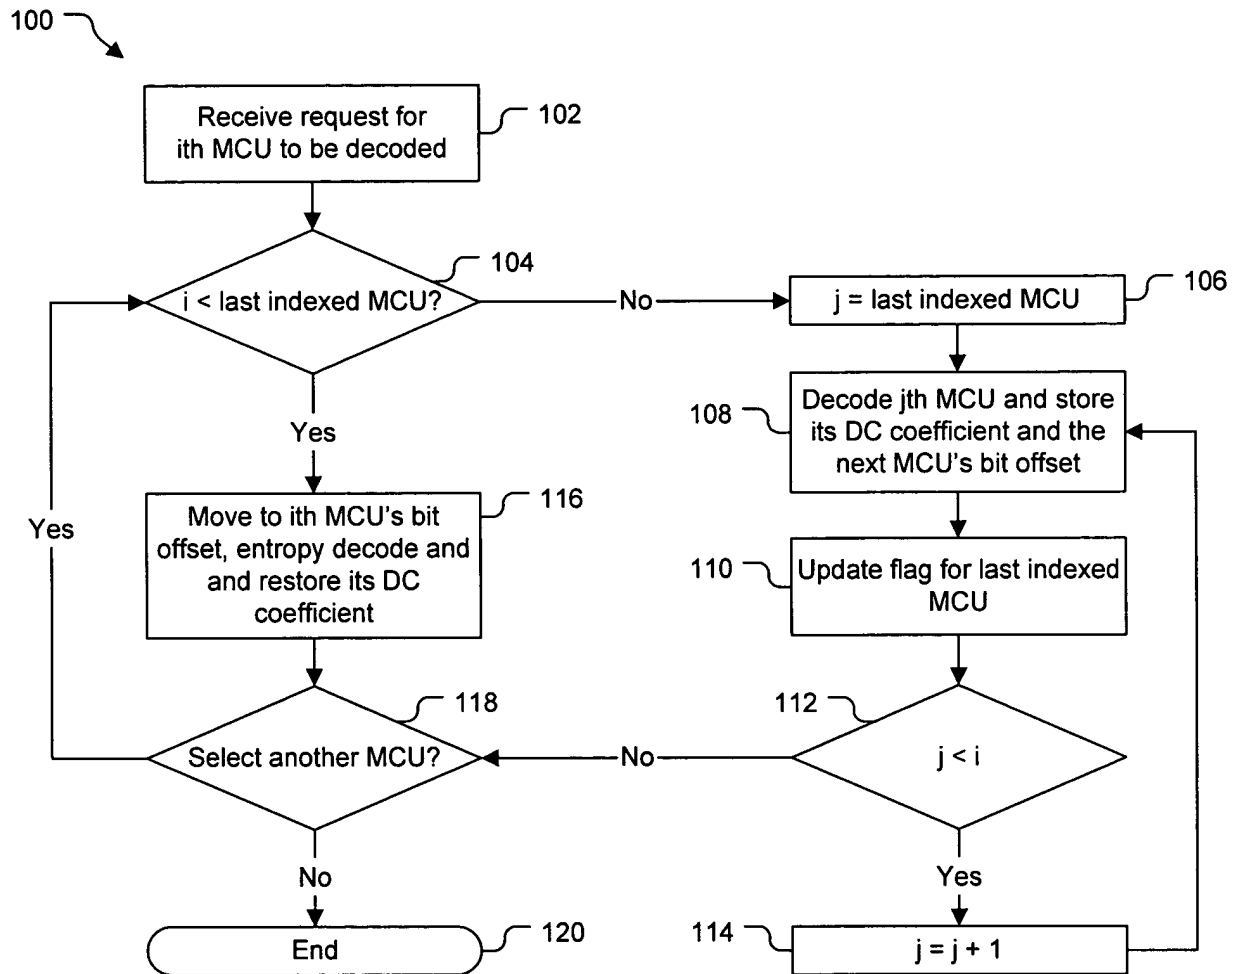 100
Receive request for
ith MCU to be decoded
102
i < last indexed MCU?
104
No
j = last indexed MCU
106
Yes
Decode jth MCU and store
its DC coefficient and the
next MCU's bit offset
108
Move to ith MCU's bit
offset, entropy decode and
and restore its DC
coefficient
116
Yes
Update flag for last indexed
MCU
110
Select another MCU?
118
No
j < i
112
No
Yes
End
120
j = j + 1
114